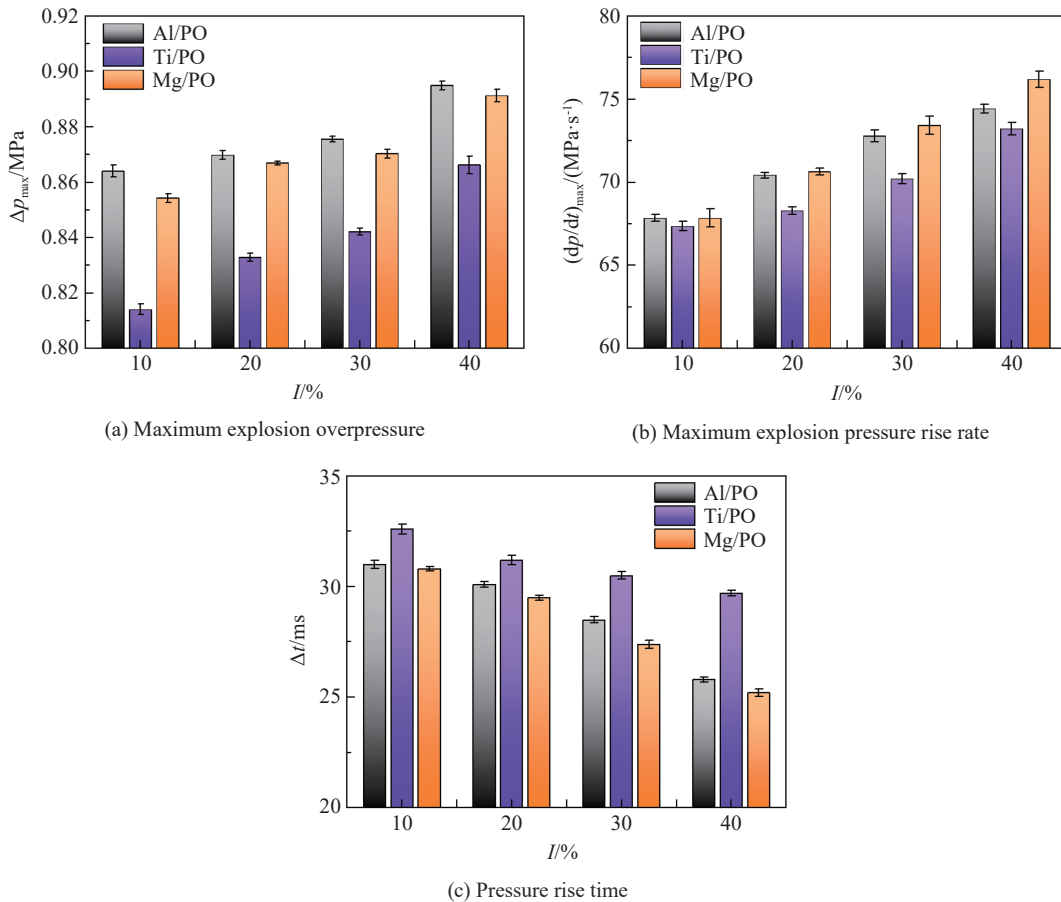 0.92
0.90
0.88
0.86
0.84
0.82
0.80
Δp_max/MPa
Al/PO
Ti/PO
Mg/PO
10 20 30 40
I/%
(a) Maximum explosion overpressure
80
75
70
65
60
(dp/dt)_max/(MPa·s⁻¹)
Al/PO
Ti/PO
Mg/PO
10 20 30 40
I/%
(b) Maximum explosion pressure rise rate
35
30
25
20
Δt/ms
Al/PO
Ti/PO
Mg/PO
10 20 30 40
I/%
(c) Pressure rise time